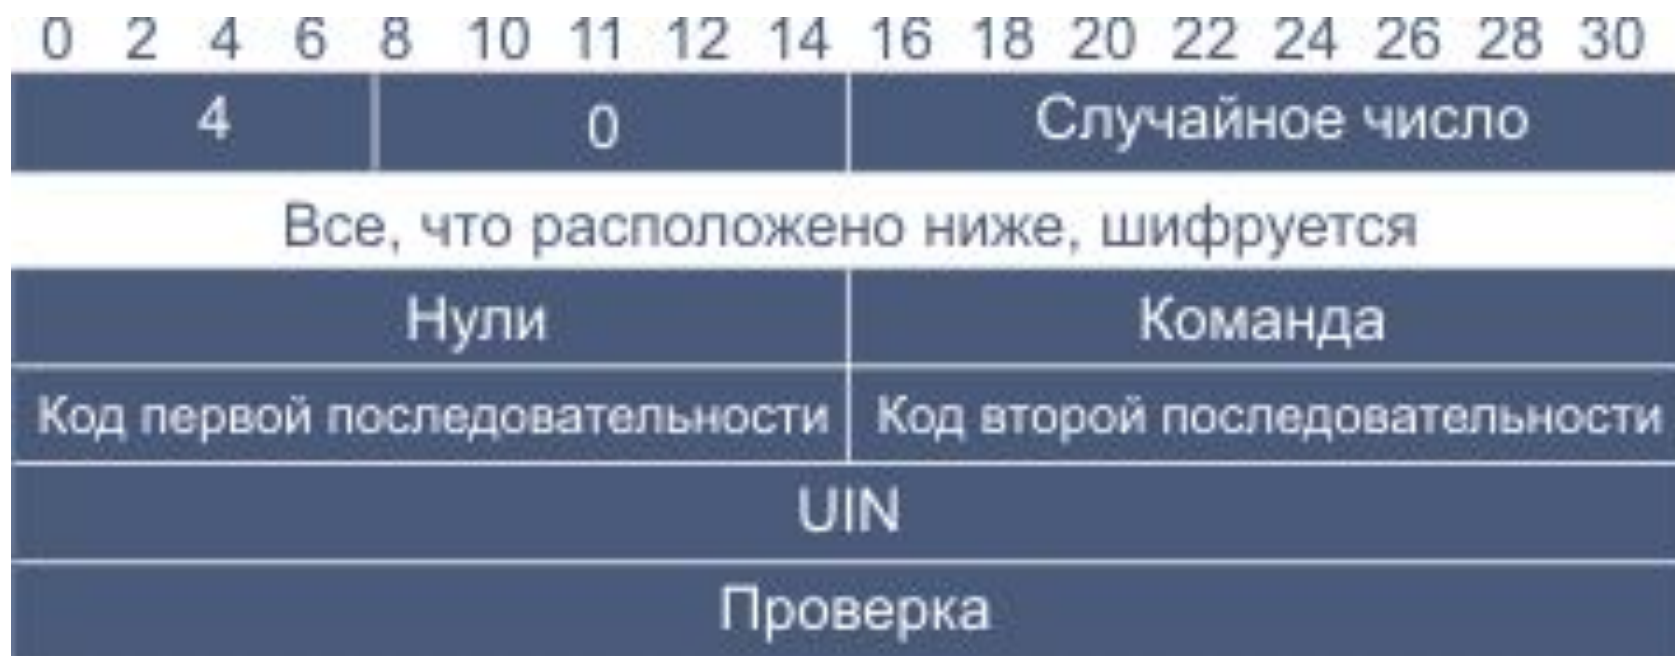 0 2 4 6 8 10 11 12 14 16 18 20 22 24 26 28 30
4 0 Случайное число
Все, что расположено ниже, шифруется
Нули Команда
Код первой последовательности Код второй последовательности
UIN
Проверка